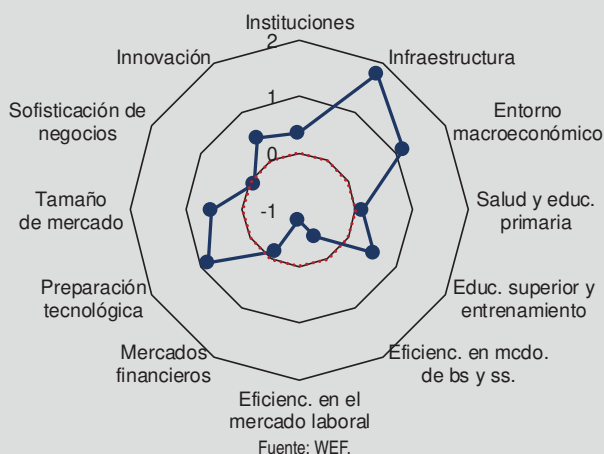 Instituciones
2
Innovación
Infraestructura
1
Sofisticación de
negocios
Entorno
macroeconómico
0
Tamaño
de mercado
-1
Salud y educ.
primaria
Preparación
tecnológica
Educ. superior y
entrenamiento
Mercados
financieros
Eficienc. en mcdo.
de bs y ss.
Eficienc. en el
mercado laboral
Fuente: WEF.